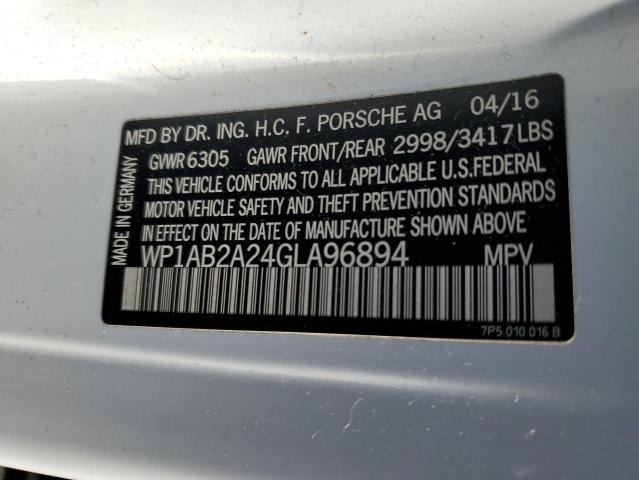 MFD BY DR. ING. H.C. F. PORSCHE AG 04/16
GVWR 6305 GAWR FRONT/REAR 2998/3417LBS
THIS VEHICLE CONFORMS TO ALL APPLICABLE U.S.FEDERAL
MOTOR VEHICLE SAFETY AND THEFT PREVENTION STANDARDS
IN EFFECT ON THE DATE OF MANUFACTURE SHOWN ABOVE
WP1AB2A24GLA96894 MPV
MADE IN GERMANY
7P5.010.016 B